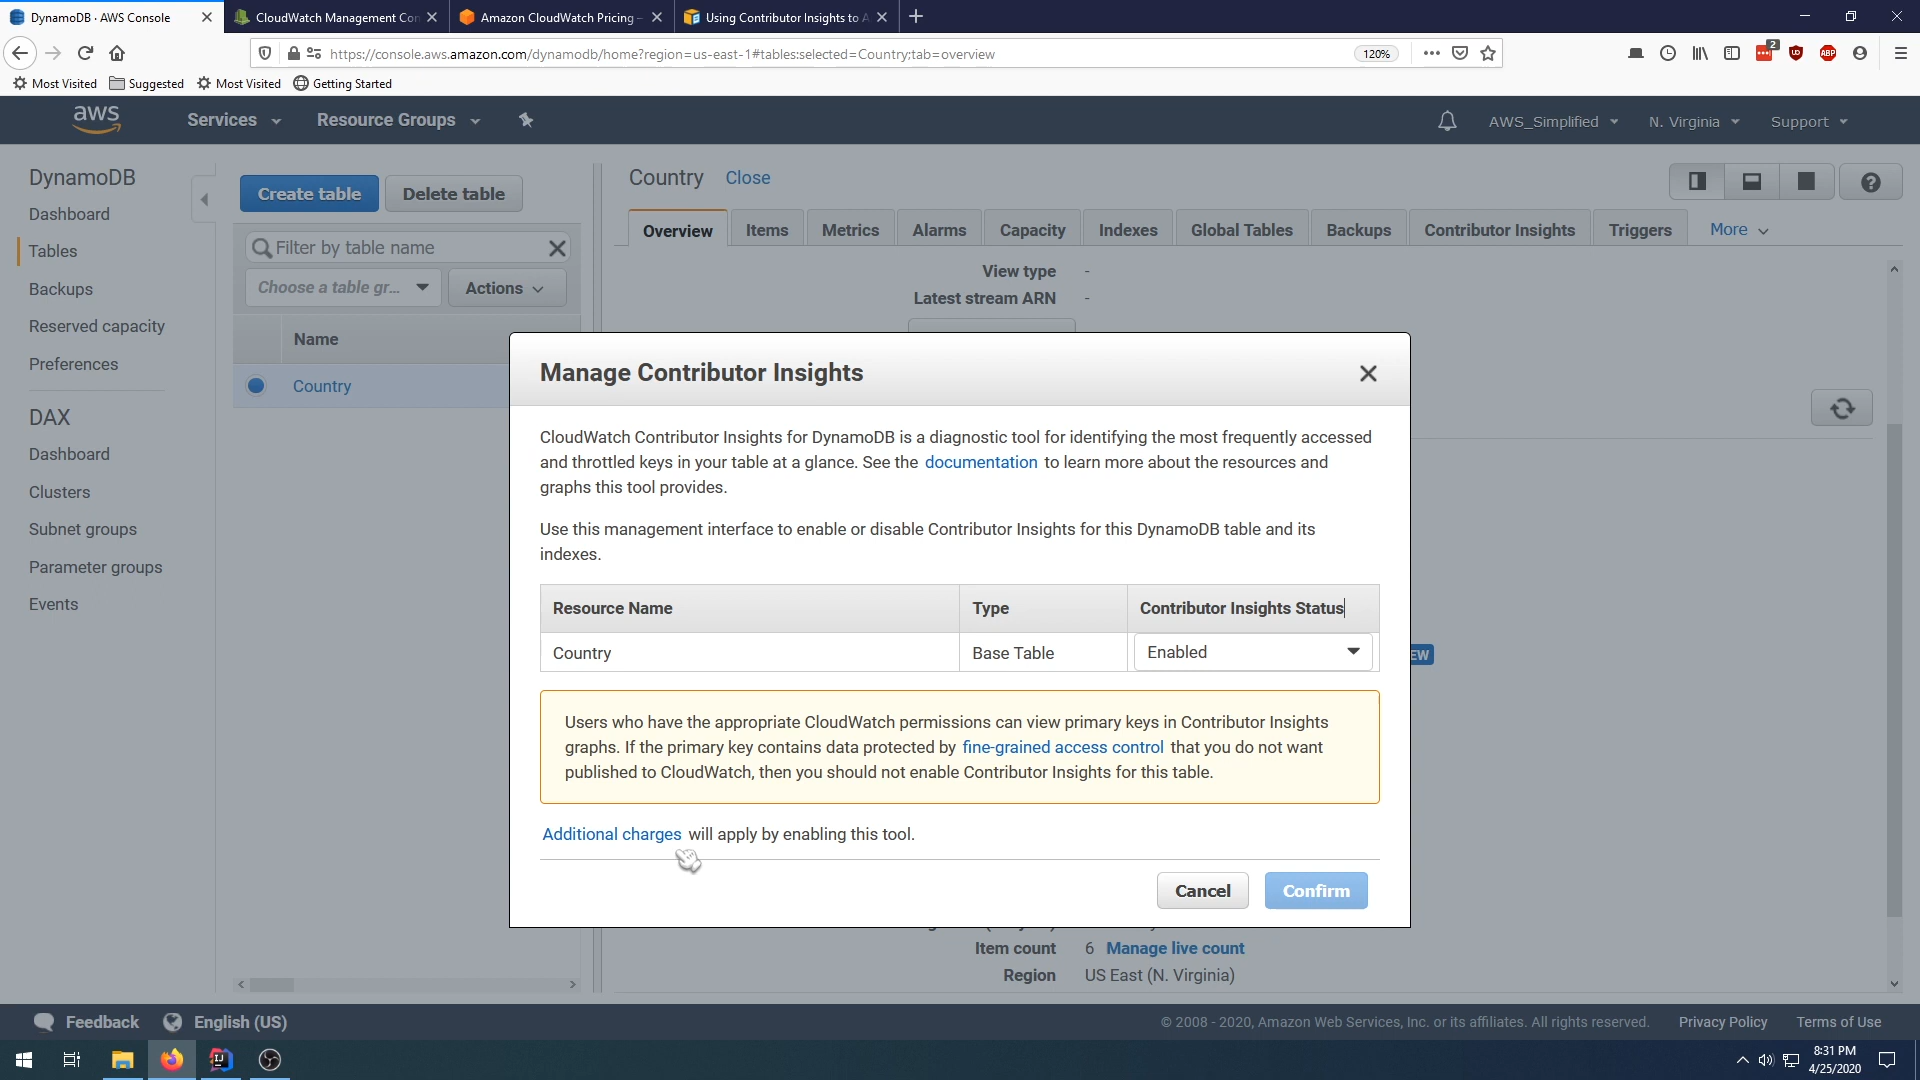 DynamoDB · AWS Console
CloudWatch Management Con
Amazon CloudWatch Pricing –
Using Contributor Insights to A
https://console.aws.amazon.com/dynamodb/home?region=us-east-1#tables:selected=Country;tab=overview
120%
2
Most Visited
Suggested
Most Visited
Getting Started
aws
Services
Resource Groups
AWS_Simplified
N. Virginia
Support
DynamoDB
Dashboard
Tables
Backups
Reserved capacity
Preferences
DAX
Dashboard
Clusters
Subnet groups
Parameter groups
Events
Create table
Delete table
Filter by table name
Choose a table gr...
Actions
Name
Country
Country
Close
Overview
Items
Metrics
Alarms
Capacity
Indexes
Global Tables
Backups
Contributor Insights
Triggers
More
View type -
Latest stream ARN -
Manage Contributor Insights
CloudWatch Contributor Insights for DynamoDB is a diagnostic tool for identifying the most frequently accessed
and throttled keys in your table at a glance. See the documentation to learn more about the resources and
graphs this tool provides.
Use this management interface to enable or disable Contributor Insights for this DynamoDB table and its
indexes.
Resource Name
Type
Contributor Insights Status
Country
Base Table
Enabled
EW
Users who have the appropriate CloudWatch permissions can view primary keys in Contributor Insights
graphs. If the primary key contains data protected by fine-grained access control that you do not want
published to CloudWatch, then you should not enable Contributor Insights for this table.
Additional charges will apply by enabling this tool.
Cancel
Confirm
Item count 6 Manage live count
Region US East (N. Virginia)
Feedback
English (US)
© 2008 - 2020, Amazon Web Services, Inc. or its affiliates. All rights reserved.
Privacy Policy
Terms of Use
8:31 PM
4/25/2020